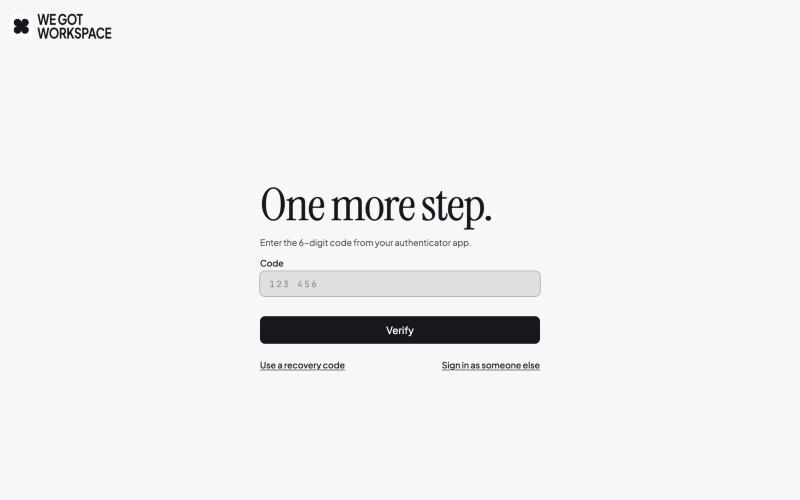 WE GOT
WORKSPACE
One more step.
Enter the 6-digit code from your authenticator app.
Code
123 456
Verify
Use a recovery code
Sign in as someone else